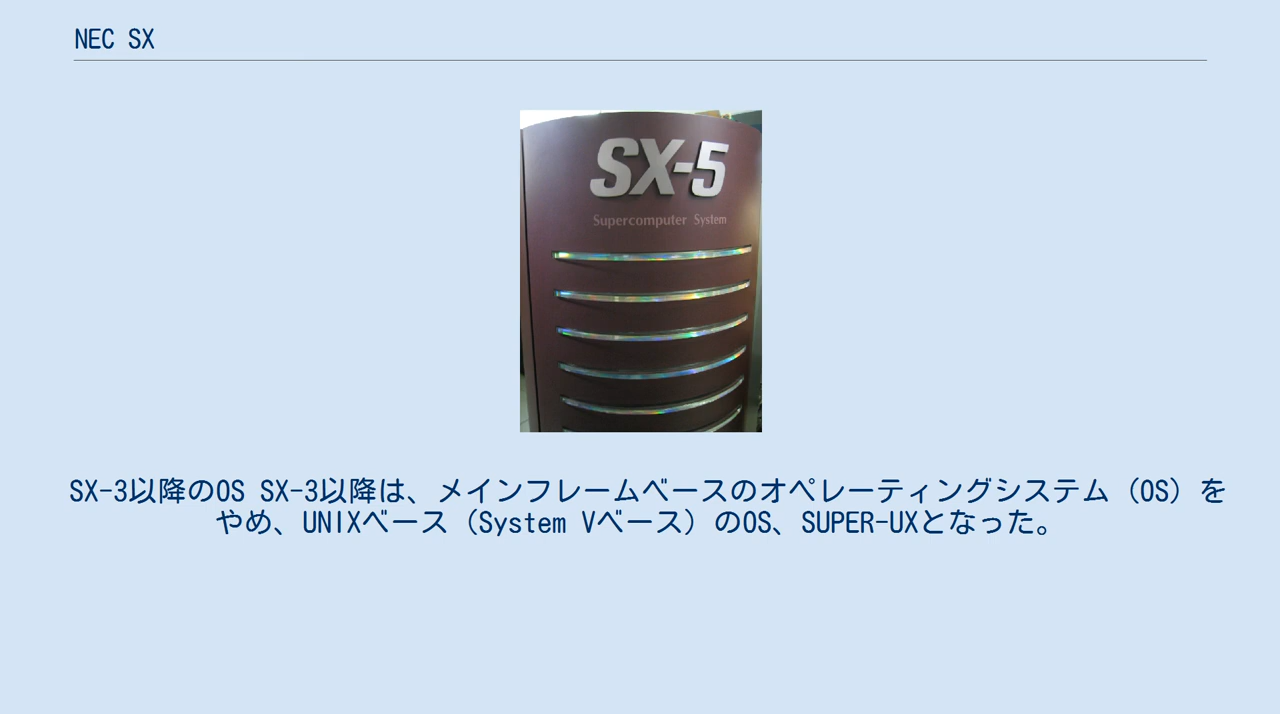 NEC SX
SX-5
Supercomputer System
SX-3以降のOS SX-3以降は、メインフレームベースのオペレーティングシステム（OS）を
やめ、UNIXベース（System Vベース）のOS、SUPER-UXとなった。